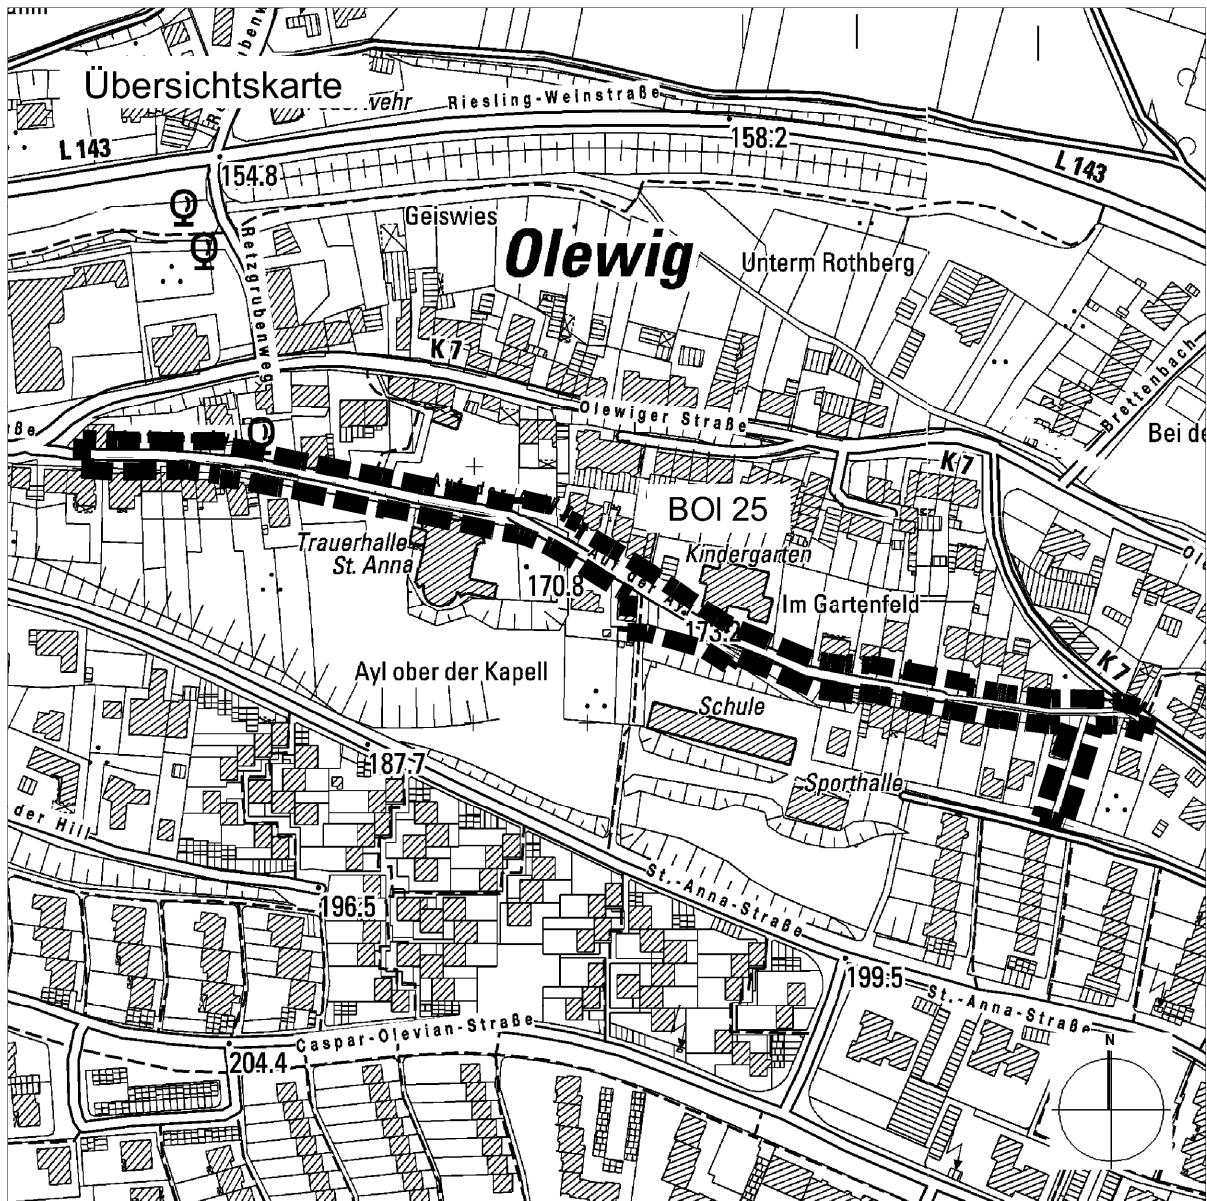 Übersichtskarte
Riesling-Weinstraße
L 143
158.2
L 143
154.8
Geiswies
Olewig
Unterm Rothberg
Retzgrubenweg
K 7
Brettenbach
Olewiger Straße
Bei de
K 7
BOI 25
Trauerhalle
St. Anna
Kindergarten
Auf der Ayl
170.8
Im Gartenfeld
173.2
K 7
Ayl ober der Kapell
Schule
187.7
Sporthalle
der Hill
St.-Anna-Straße
196.5
199.5
St.-Anna-Straße
Caspar-Olevian-Straße
204.4
N